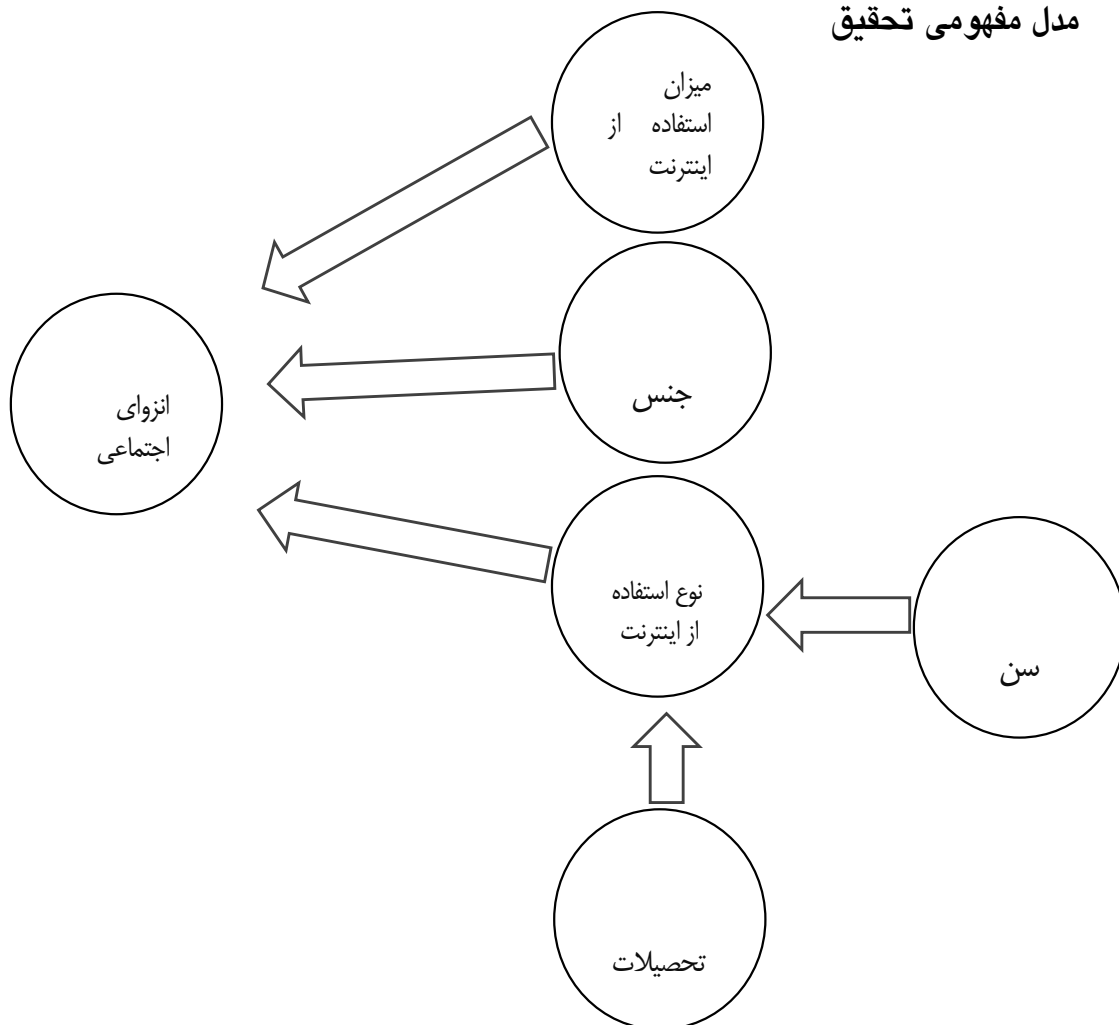 مدل مفهومی تحقیق
میزان
استفاده از
اینترنت
جنس
انزوای
اجتماعی
نوع استفاده
از اینترنت
سن
تحصیلات